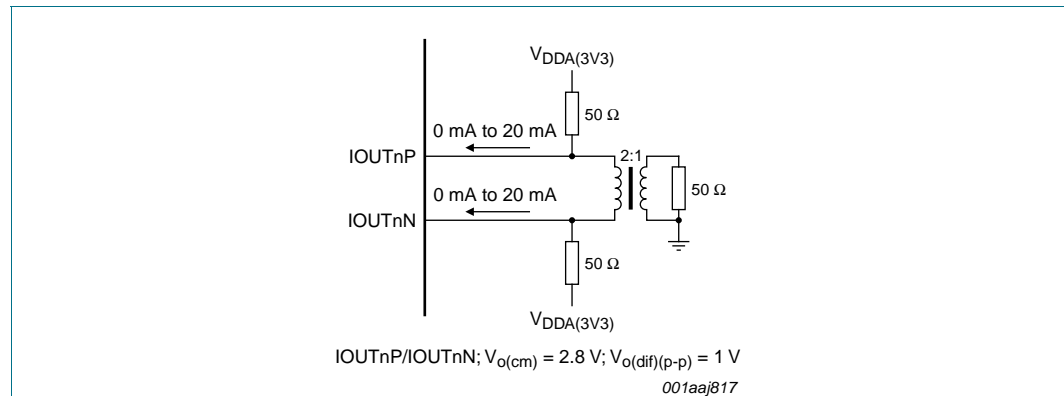 VDDA(3V3)
50 Ω
0 mA to 20 mA
IOUTnP
2:1
50 Ω
0 mA to 20 mA
IOUTnN
50 Ω
VDDA(3V3)
IOUTnP/IOUTnN; Vo(cm) = 2.8 V; Vo(dif)(p-p) = 1 V
001aaj817